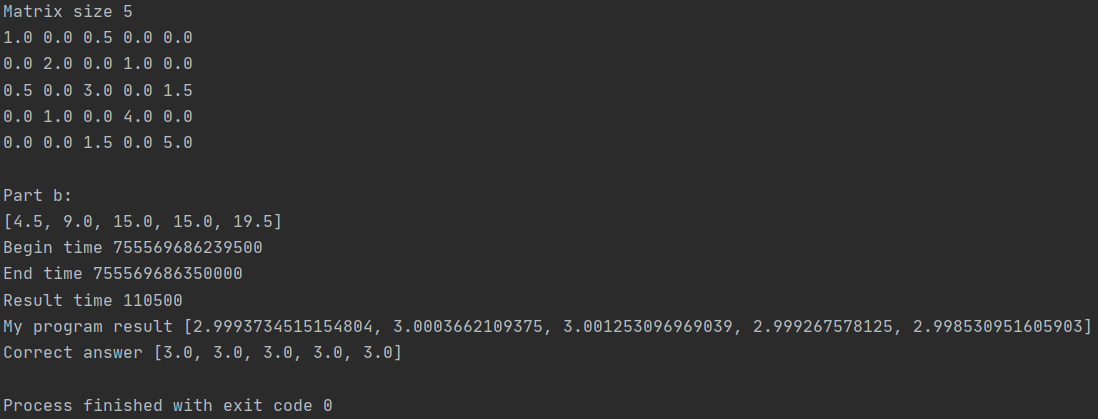 Matrix size 5
1.0 0.0 0.5 0.0 0.0
0.0 2.0 0.0 1.0 0.0
0.5 0.0 3.0 0.0 1.5
0.0 1.0 0.0 4.0 0.0
0.0 0.0 1.5 0.0 5.0
Part b:
[4.5, 9.0, 15.0, 15.0, 19.5]
Begin time 755569686239500
End time 755569686350000
Result time 110500
My program result [2.9993734515154804, 3.0003662109375, 3.001253096969039, 2.999267578125, 2.998530951605903]
Correct answer [3.0, 3.0, 3.0, 3.0, 3.0]
Process finished with exit code 0